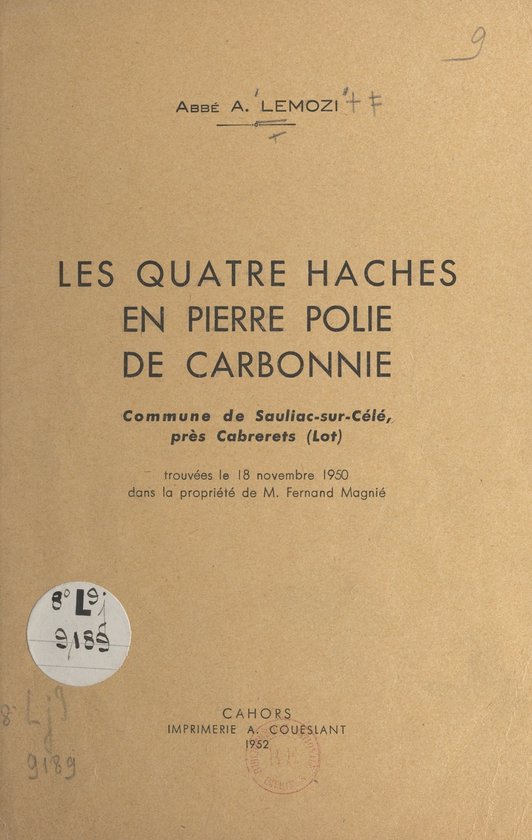 9
ABBÉ A. LEMOZI + F
LES QUATRE HACHES
EN PIERRE POLIE
DE CARBONNIE
Commune de Sauliac-sur-Célé,
près Cabrerets (Lot)
trouvées le 18 novembre 1950
dans la propriété de M. Fernand Magnié
8° L 9.
9189
8° Lj9
9189
CAHORS
IMPRIMERIE A. COUESLANT
1952